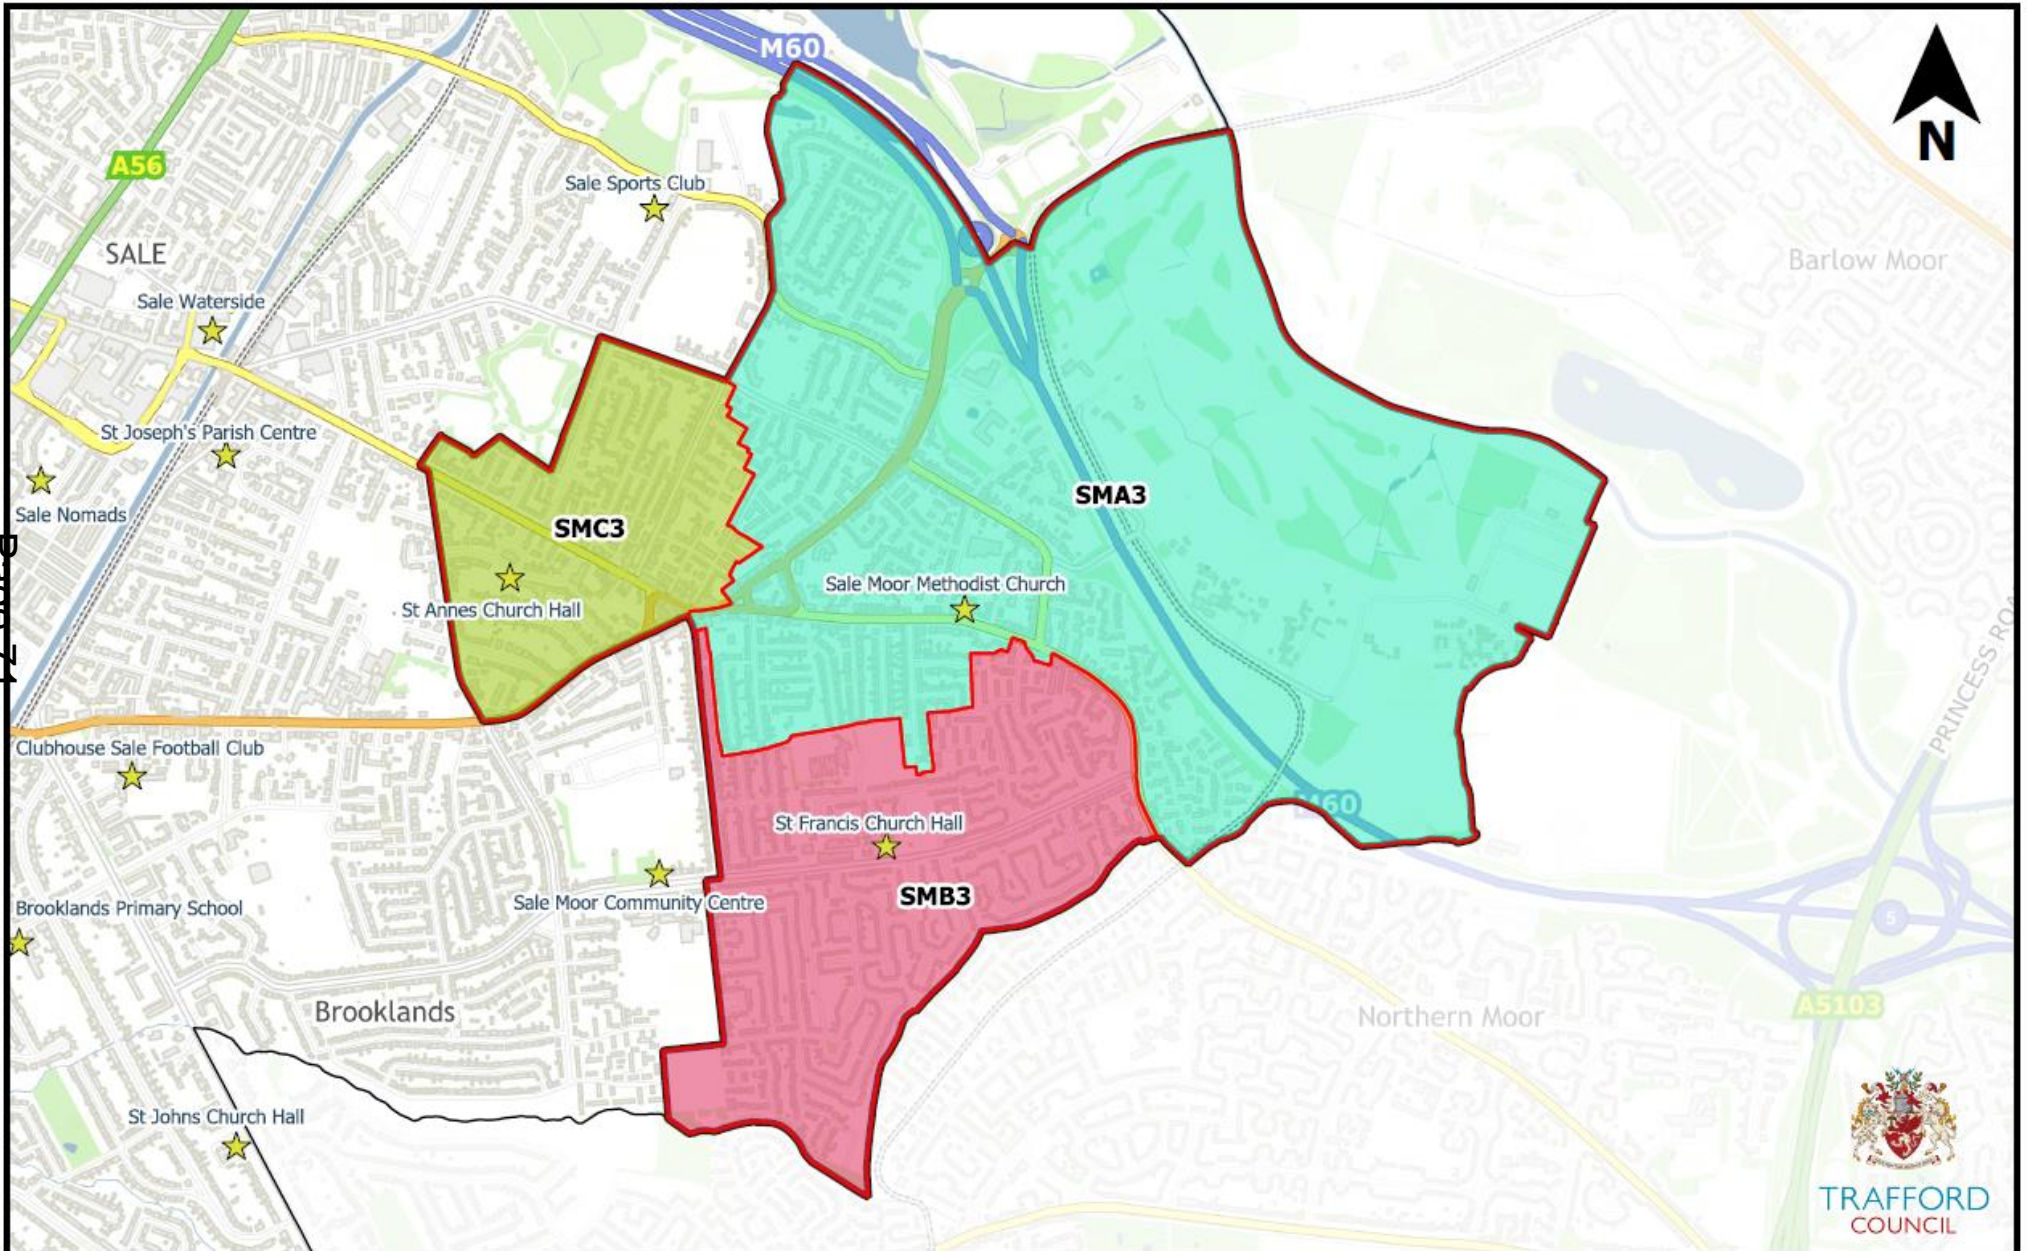 M60
N
A56
Sale Sports Club
SALE
Barlow Moor
Sale Waterside
St Joseph's Parish Centre
SMA3
Sale Nomads
SMC3
Sale Moor Methodist Church
St Annes Church Hall
Clubhouse Sale Football Club
M60
St Francis Church Hall
SMB3
Sale Moor Community Centre
Brooklands Primary School
5
A5103
Brooklands
Northern Moor
St Johns Church Hall
TRAFFORD
COUNCIL